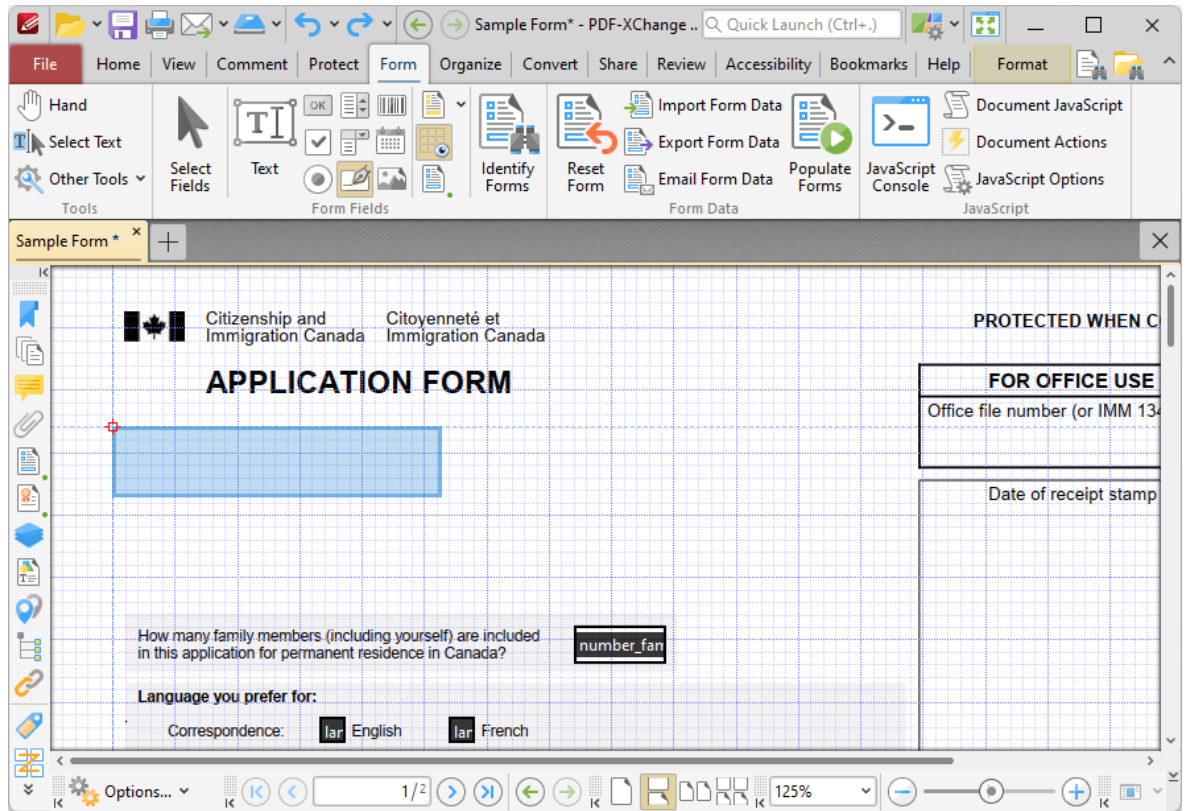 Sample Form* - PDF-XChange ..
Quick Launch (Ctrl+.)
File Home View Comment Protect Form Organize Convert Share Review Accessibility Bookmarks Help Format
Hand
Select Text
Other Tools
Tools
Select Fields
Text
OK
Form Fields
Identify Forms
Reset Form
Import Form Data
Export Form Data
Email Form Data
Populate Forms
Form Data
JavaScript Console
Document JavaScript
Document Actions
JavaScript Options
JavaScript
Sample Form *
Citizenship and Immigration Canada
Citoyenneté et Immigration Canada
PROTECTED WHEN C
APPLICATION FORM
FOR OFFICE USE
Office file number (or IMM 134
Date of receipt stamp
How many family members (including yourself) are included
in this application for permanent residence in Canada?
number_fan
Language you prefer for:
Correspondence: lar English lar French
Options... 1/2 125%